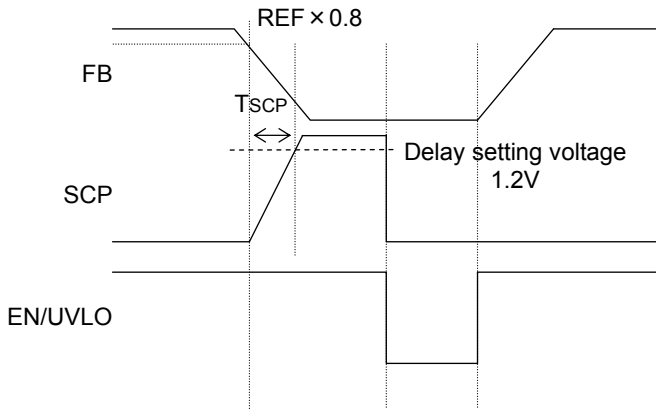 REF × 0.8
FB
TSCP
Delay setting voltage
1.2V
SCP
EN/UVLO